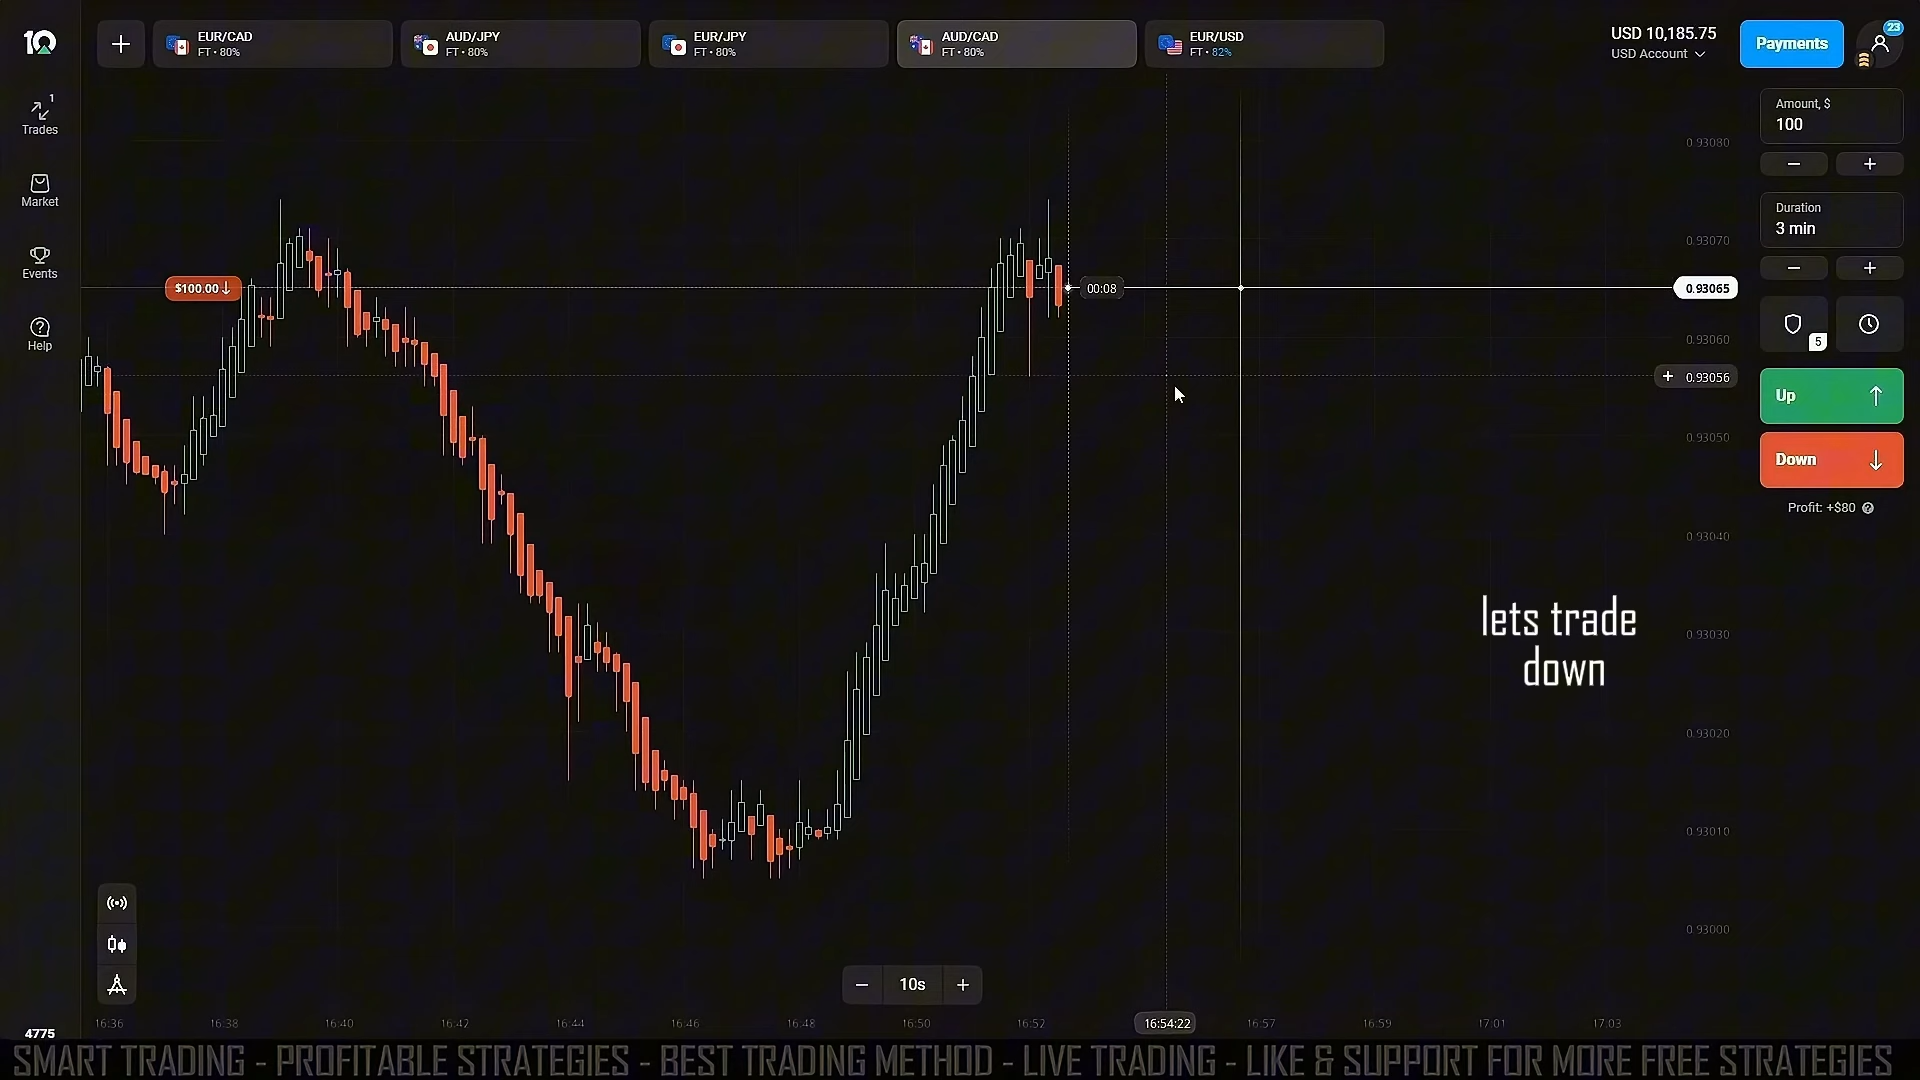 EUR/CAD
FT • 80%
AUD/JPY
FT • 80%
EUR/JPY
FT • 80%
AUD/CAD
FT • 80%
EUR/USD
FT • 82%
USD 10,185.75
USD Account
Payments
23
1
Trades
Market
Events
Help
Amount, $
100
Duration
3 min
5
Up
Down
Profit: +$80
$100.00
00:08
0.93080
0.93070
0.93065
0.93060
0.93056
0.93050
0.93040
0.93030
0.93020
0.93010
0.93000
lets trade
down
10s
16:36
16:38
16:40
16:42
16:44
16:46
16:48
16:50
16:52
16:54:22
16:57
16:59
17:01
17:03
4775
SMART TRADING - PROFITABLE STRATEGIES - BEST TRADING METHOD - LIVE TRADING - LIKE & SUPPORT FOR MORE FREE STRATEGIES